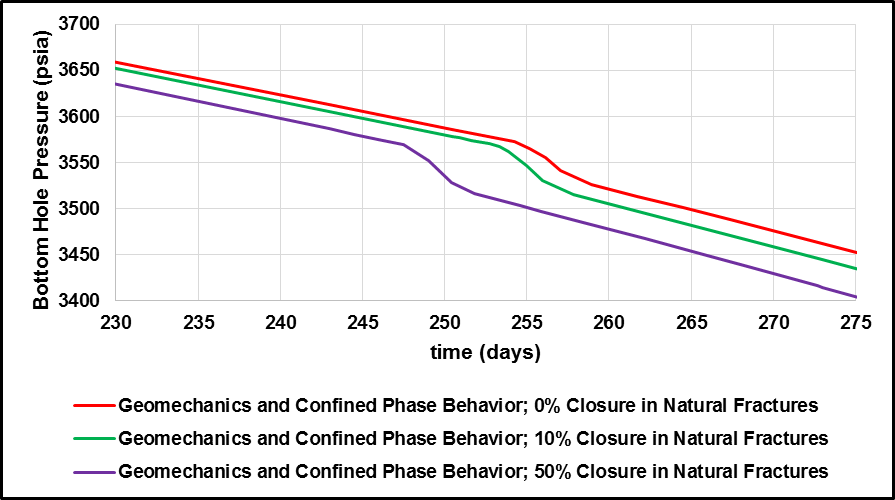 3700
3650
3600
3550
3500
3450
3400
Bottom Hole Pressure (psia)
230 235 240 245 250 255 260 265 270 275
time (days)
Geomechanics and Confined Phase Behavior; 0% Closure in Natural Fractures
Geomechanics and Confined Phase Behavior; 10% Closure in Natural Fractures
Geomechanics and Confined Phase Behavior; 50% Closure in Natural Fractures